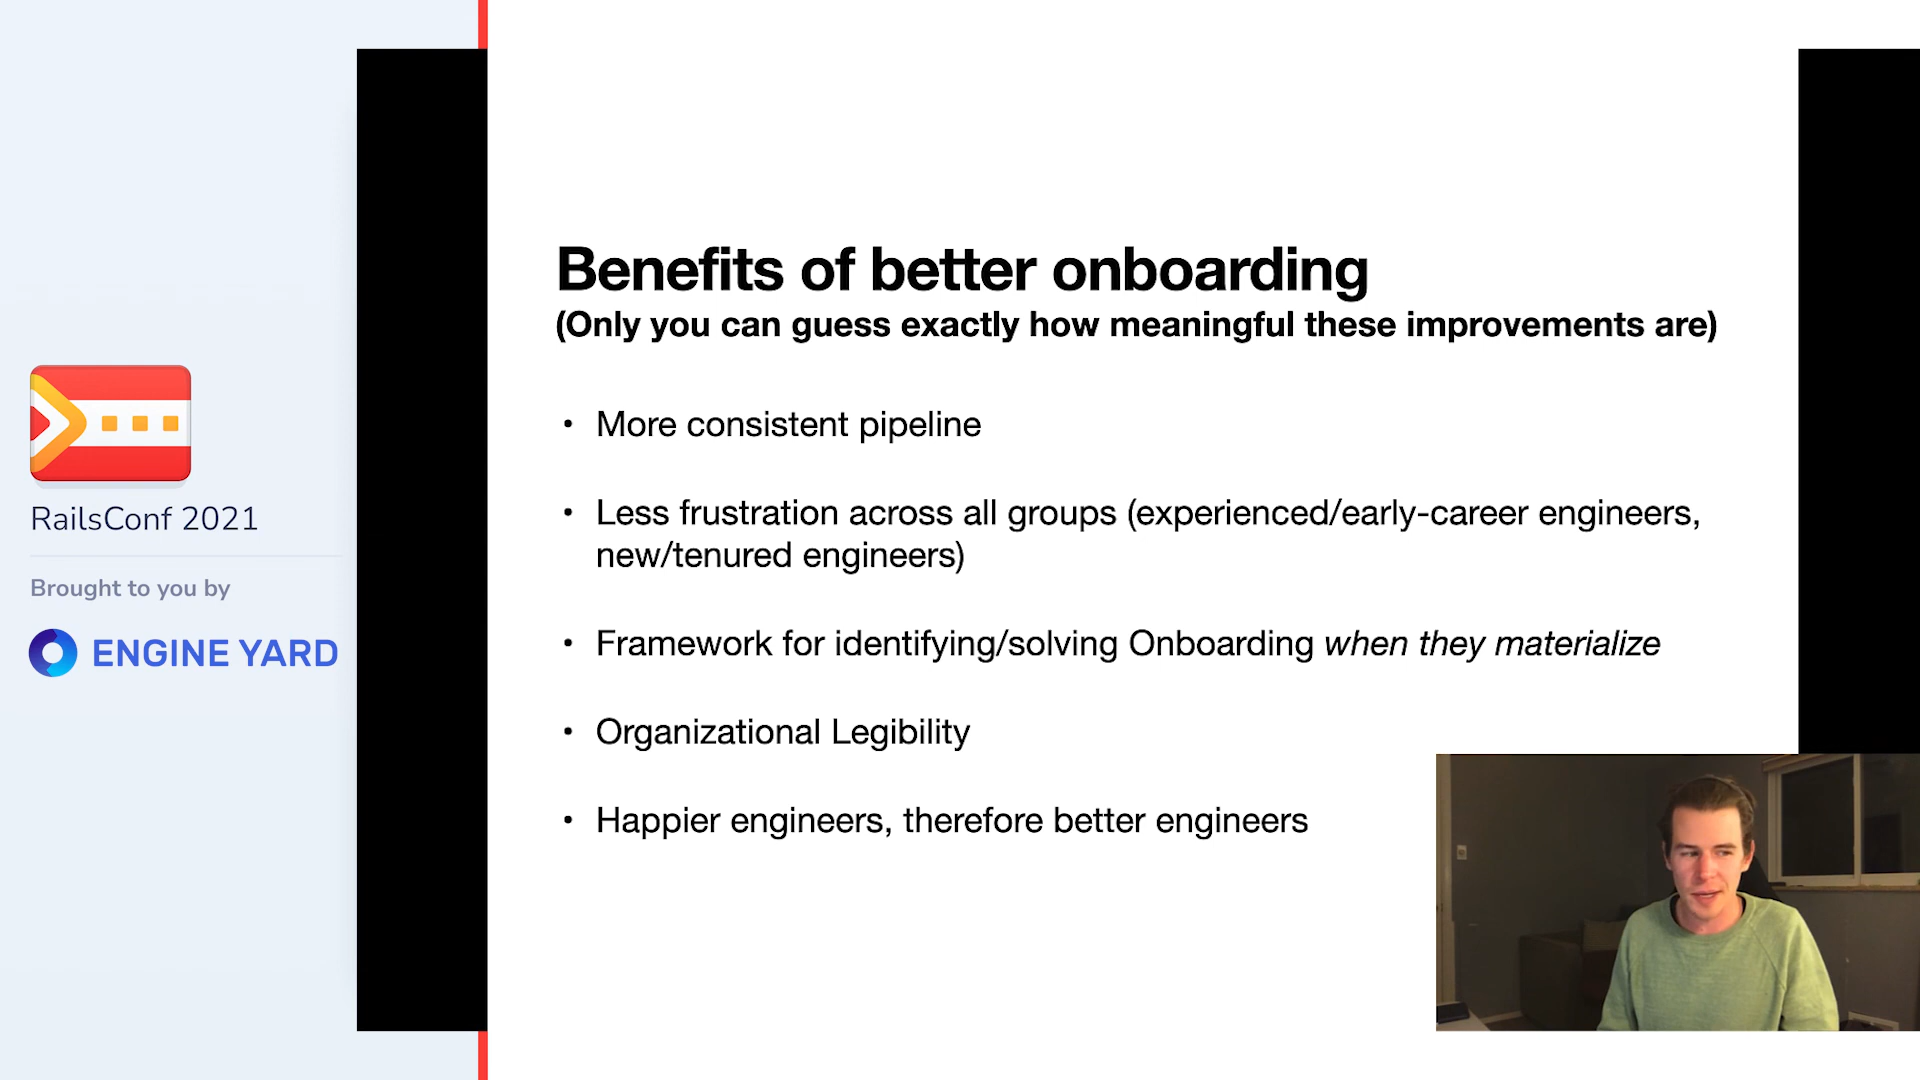 RailsConf 2021
Brought to you by
ENGINE YARD
Benefits of better onboarding
(Only you can guess exactly how meaningful these improvements are)
• More consistent pipeline
• Less frustration across all groups (experienced/early-career engineers,
new/tenured engineers)
• Framework for identifying/solving Onboarding when they materialize
• Organizational Legibility
• Happier engineers, therefore better engineers